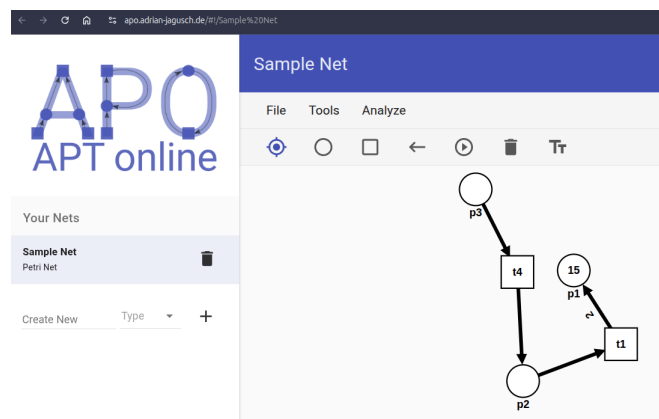 apo.adrian-jagusch.de/#!/Sample%20Net
APO
APT online
Sample Net
File Tools Analyze
Tт
Your Nets
Sample Net
Petri Net
Create New Type
p3
t4
15
p1
2
t1
p2